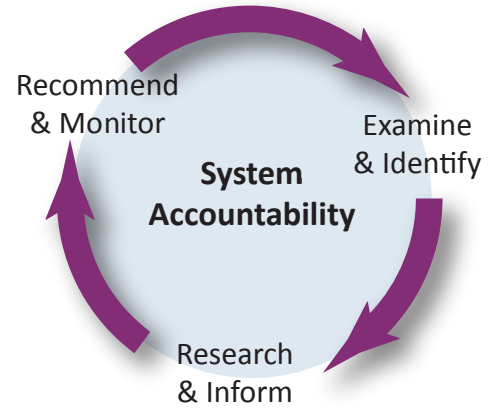 Recommend
& Monitor
Examine
& Identify
System
Accountability
Research
& Inform